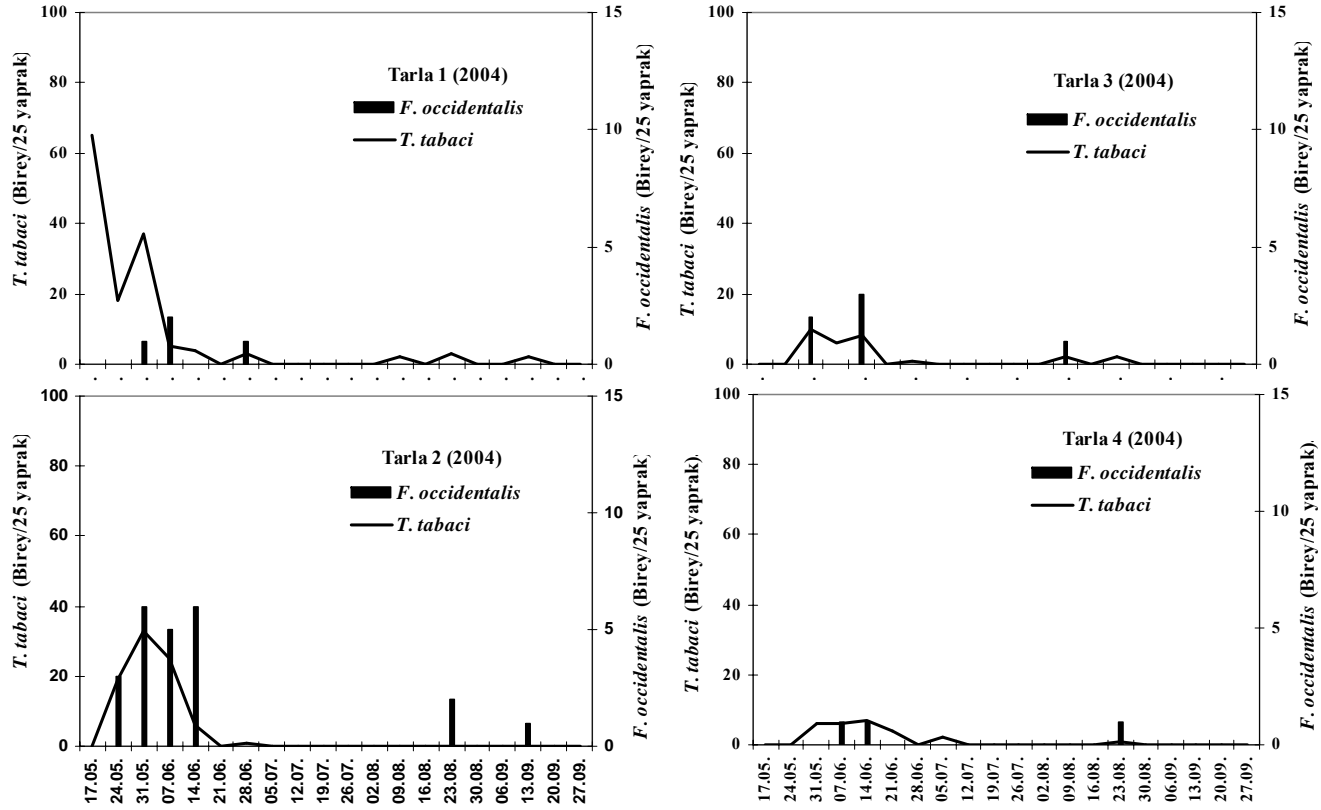 100
80
60
40
20
0
T. tabaci (Birey/25 yaprak)
Tarla 1 (2004)
F. occidentalis
T. tabaci
15
10
5
0
F. occidentalis (Birey/25 yaprak)
100
80
60
40
20
0
T. tabaci (Birey/25 yaprak)
Tarla 3 (2004)
F. occidentalis
T. tabaci
15
10
5
0
F. occidentalis (Birey/25 yaprak)
100
80
60
40
20
0
T. tabaci (Birey/25 yaprak)
Tarla 2 (2004)
F. occidentalis
T. tabaci
15
10
5
0
F. occidentalis (Birey/25 yaprak)
17.05. 24.05. 31.05. 07.06. 14.06. 21.06. 28.06. 05.07. 12.07. 19.07. 26.07. 02.08. 09.08. 16.08. 23.08. 30.08. 06.09. 13.09. 20.09. 27.09.
100
80
60
40
20
0
T. tabaci (Birey/25 yaprak).
Tarla 4 (2004)
F. occidentalis
T. tabaci
15
10
5
0
F. occidentalis (Birey/25 yaprak).
17.05. 24.05. 31.05. 07.06. 14.06. 21.06. 28.06. 05.07. 12.07. 19.07. 26.07. 02.08. 09.08. 16.08. 23.08. 30.08. 06.09. 13.09. 20.09. 27.09.